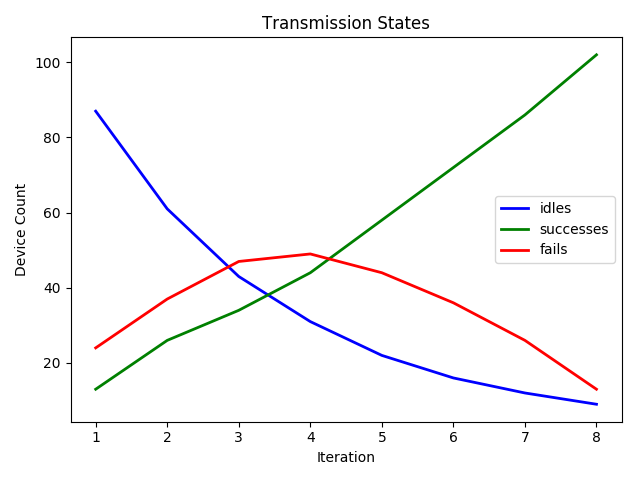 Transmission States
100
80
60
40
20
Device Count
idles
successes
fails
1 2 3 4 5 6 7 8
Iteration